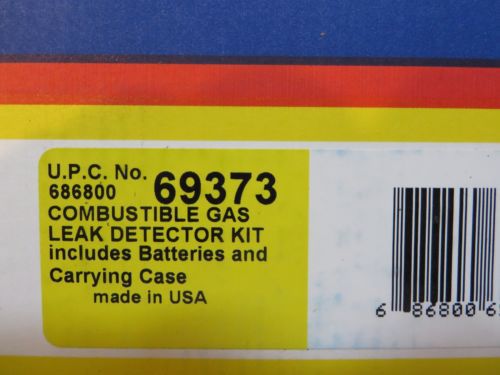 U.P.C. No.
686800 69373
COMBUSTIBLE GAS
LEAK DETECTOR KIT
includes Batteries and
Carrying Case
made in USA
6 86800 6